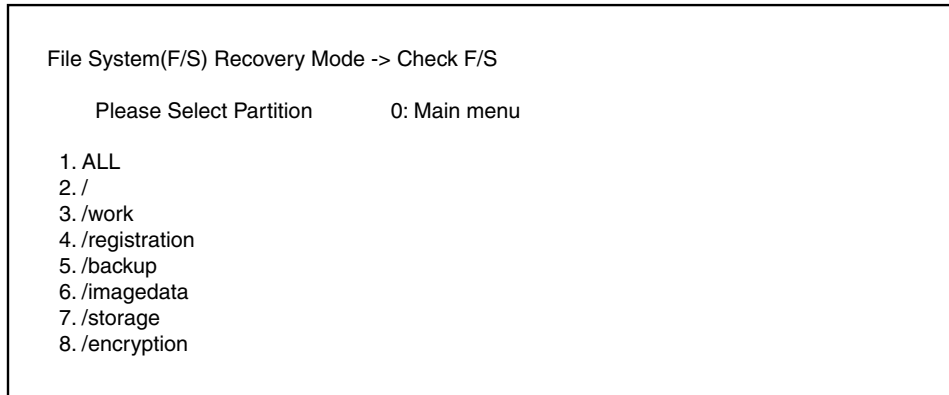 File System(F/S) Recovery Mode -> Check F/S
Please Select Partition 0: Main menu
1. ALL
2. /
3. /work
4. /registration
5. /backup
6. /imagedata
7. /storage
8. /encryption